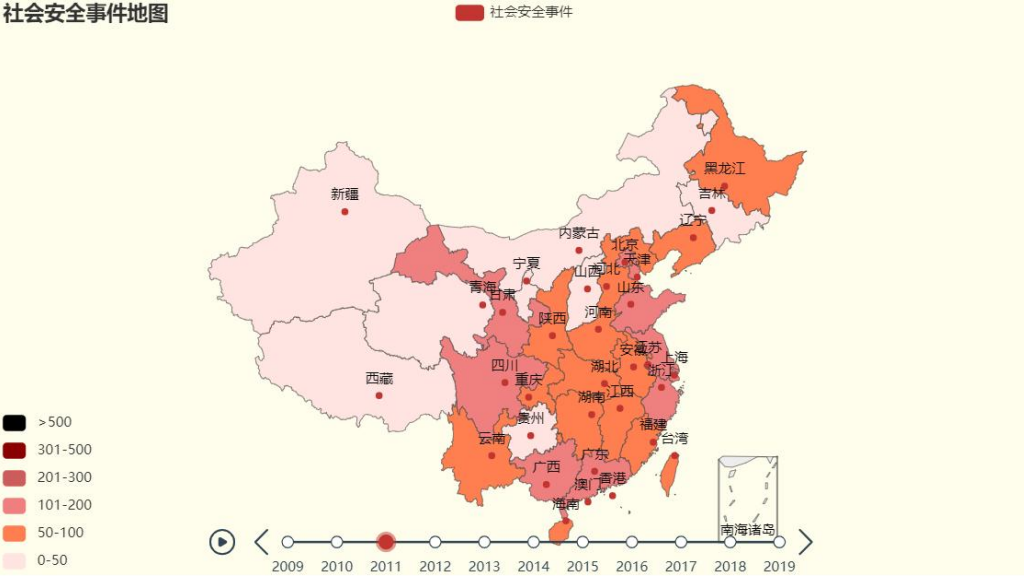 社会安全事件地图
社会安全事件
黑龙江
新疆
吉林
辽宁
内蒙古
北京
宁夏
天津
山西
河北
青海
甘肃
山东
陕西
河南
安徽
江苏
上海
四川
湖北
浙江
西藏
重庆
湖南
江西
贵州
福建
云南
台湾
广东
广西
澳门
香港
海南
南海诸岛
>500
301-500
201-300
101-200
50-100
0-50
2009 2010 2011 2012 2013 2014 2015 2016 2017 2018 2019